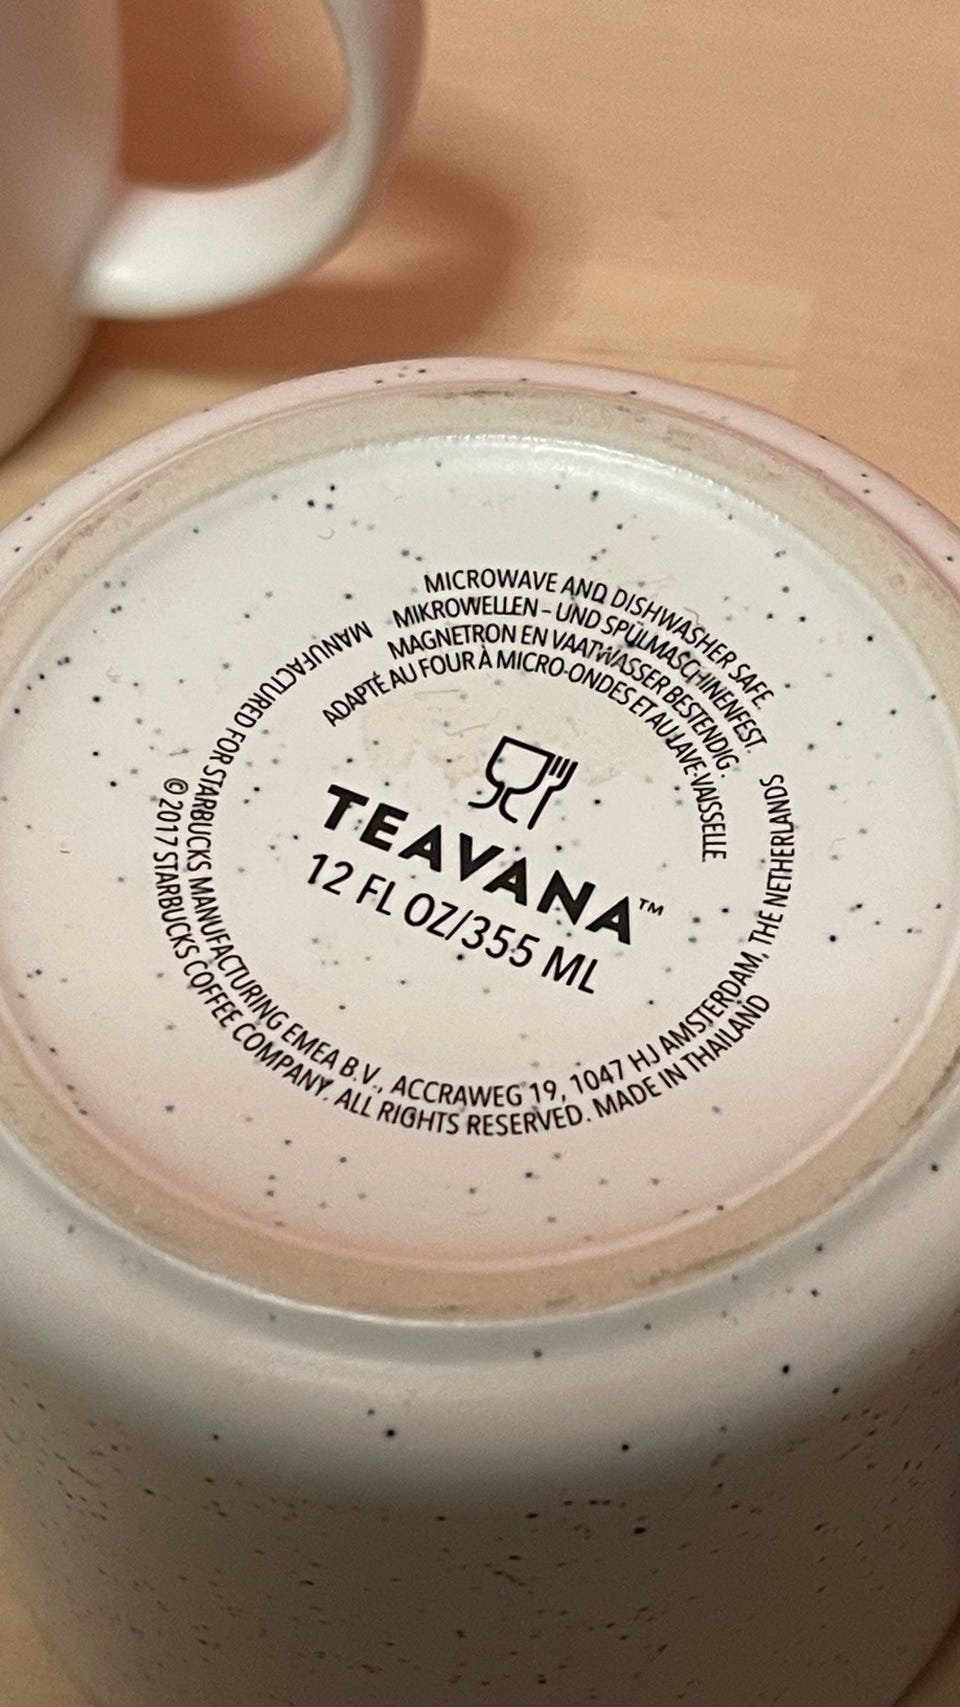 MICROWAVE AND DISHWASHER SAFE.
MIKROWELLEN – UND SPÜLMASCHINENFEST.
MAGNETRON EN VAATWASSER BESTENDIG.
ADAPTÉ AU FOUR À MICRO-ONDES ET AU LAVE-VAISSELLE
TEAVANA™
12 FL OZ/355 ML
MANUFACTURED FOR STARBUCKS MANUFACTURING EMEA B.V., ACCRAWEG 19, 1047 HJ AMSTERDAM, THE NETHERLANDS
© 2017 STARBUCKS COFFEE COMPANY. ALL RIGHTS RESERVED. MADE IN THAILAND